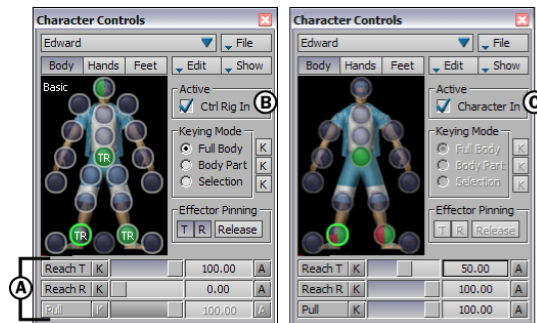 Character Controls
Edward File
Body Hands Feet Edit Show
Basic
Active
Ctrl Rig In B
Keying Mode
Full Body K
Body Part K
Selection K
TR
Effector Pinning
T R Release
TR TR
A
Reach T K 100.00 A
Reach R K 0.00 A
Pull K 100.00 A
Character Controls
Edward File
Body Hands Feet Edit Show
Active
Character In C
Keying Mode
Full Body K
Body Part K
Selection K
Effector Pinning
T R Release
Reach T K 50.00 A
Reach R K 100.00 A
Pull K 100.00 A